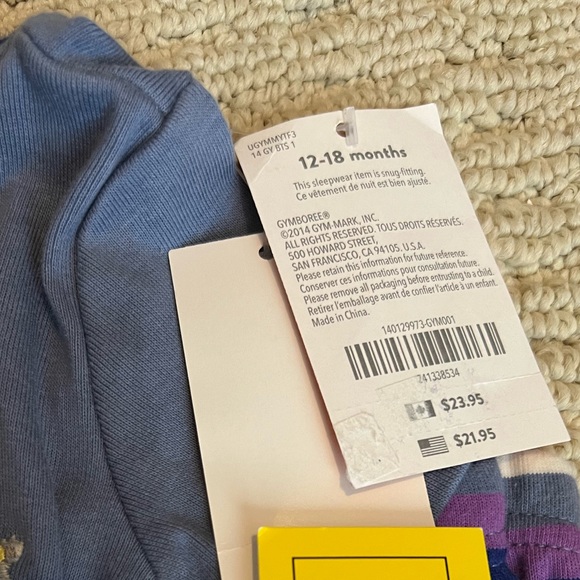 UGYMMYTF3
14 GY BTS 1
12-18 months
This sleepwear item is snug-fitting.
Ce vêtement de nuit est bien ajusté.
GYMBOREE®
©2014 GYM-MARK, INC.
ALL RIGHTS RESERVED. TOUS DROITS RÉSERVÉS.
500 HOWARD STREET,
SAN FRANCISCO, CA 94105. U.S.A.
Please retain this information for future reference.
Conserver ces informations pour consultation future.
Please remove all packaging before entrusting to a child.
Retirer l'emballage avant de confier l'article à un enfant.
Made in China.
140129973-GYM001
241338534
$23.95
$21.95